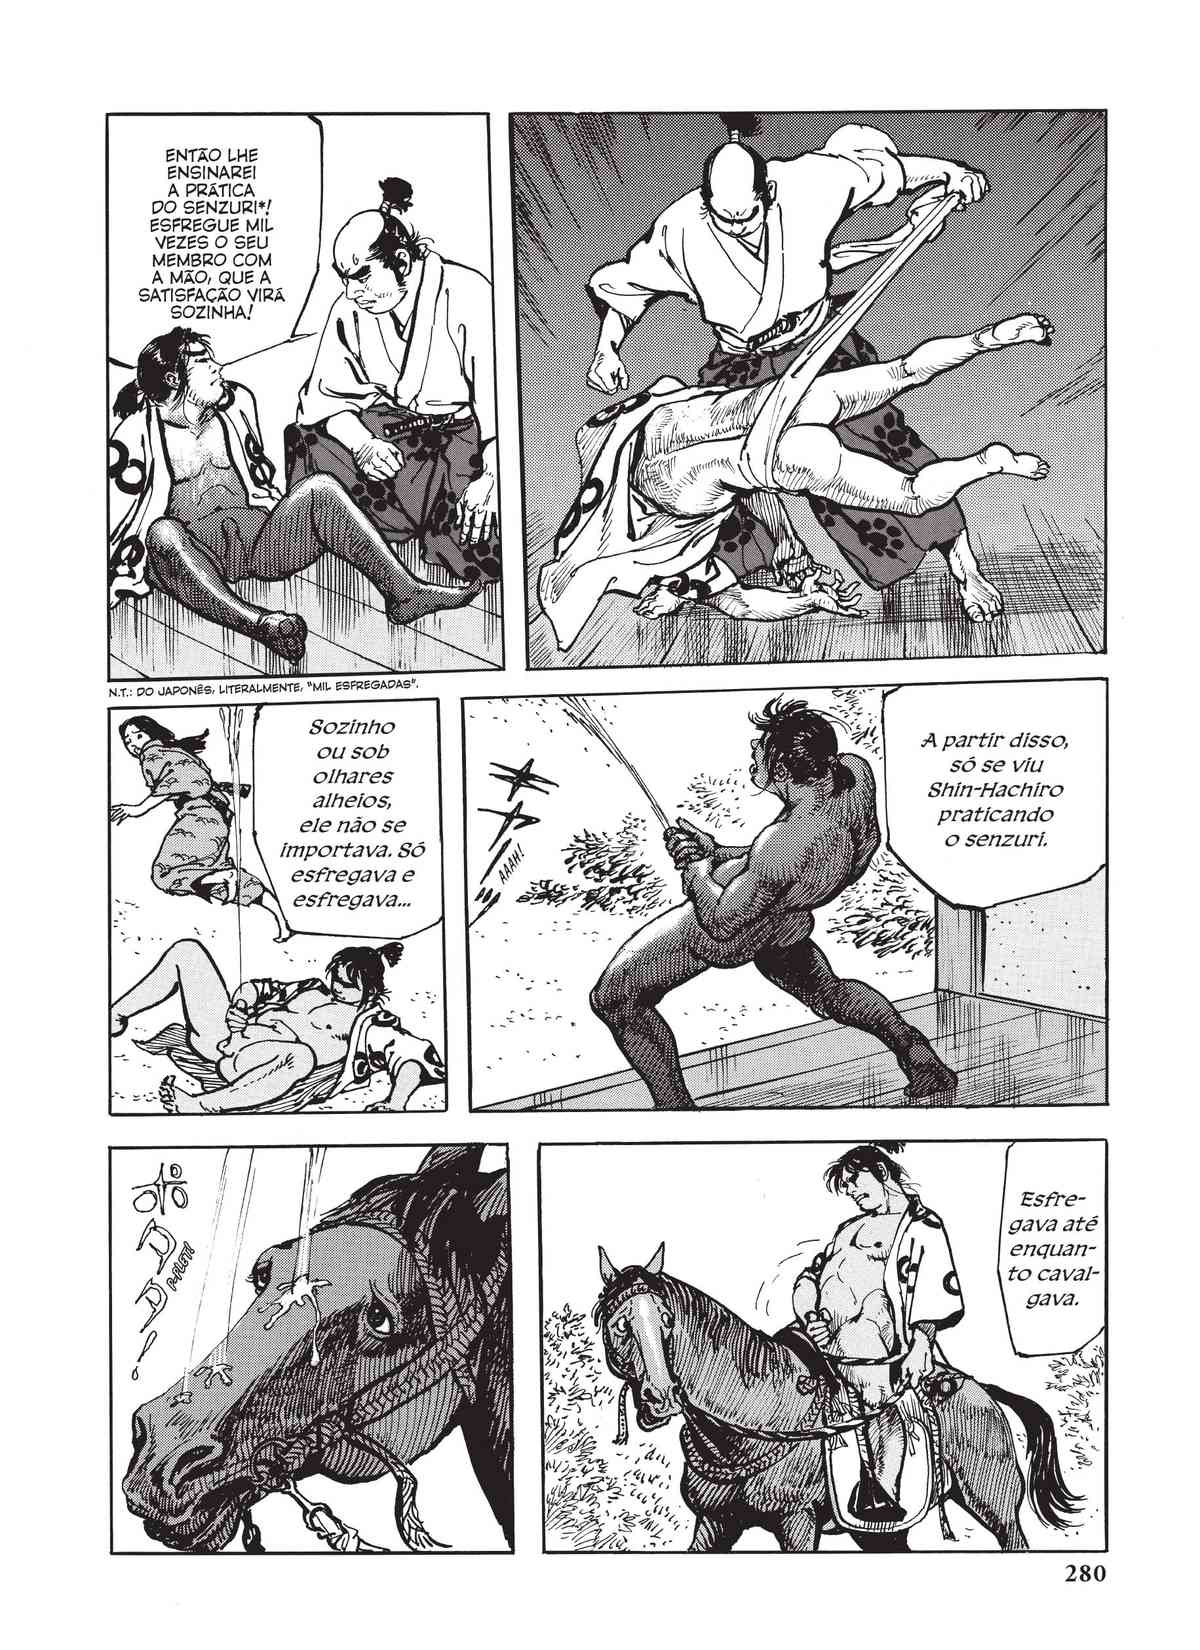 ENTÃO LHE
ENSINAREI
A PRÁTICA
DO SENZURI*!
ESFREGUE MIL
VEZES O SEU
MEMBRO COM
A MÃO, QUE A
SATISFAÇÃO VIRÁ
SOZINHA!
N.T.: DO JAPONÊS, LITERALMENTE, "MIL ESFREGADAS".
Sozinho
ou sob
olhares
alheios,
ele não se
importava. Só
esfregava e
esfregava...
AAAH!
A partir disso,
só se viu
Shin-Hachiro
praticando
o senzuri.
P-PLOT!
Esfre-
gava até
enquan-
to caval-
gava.
280